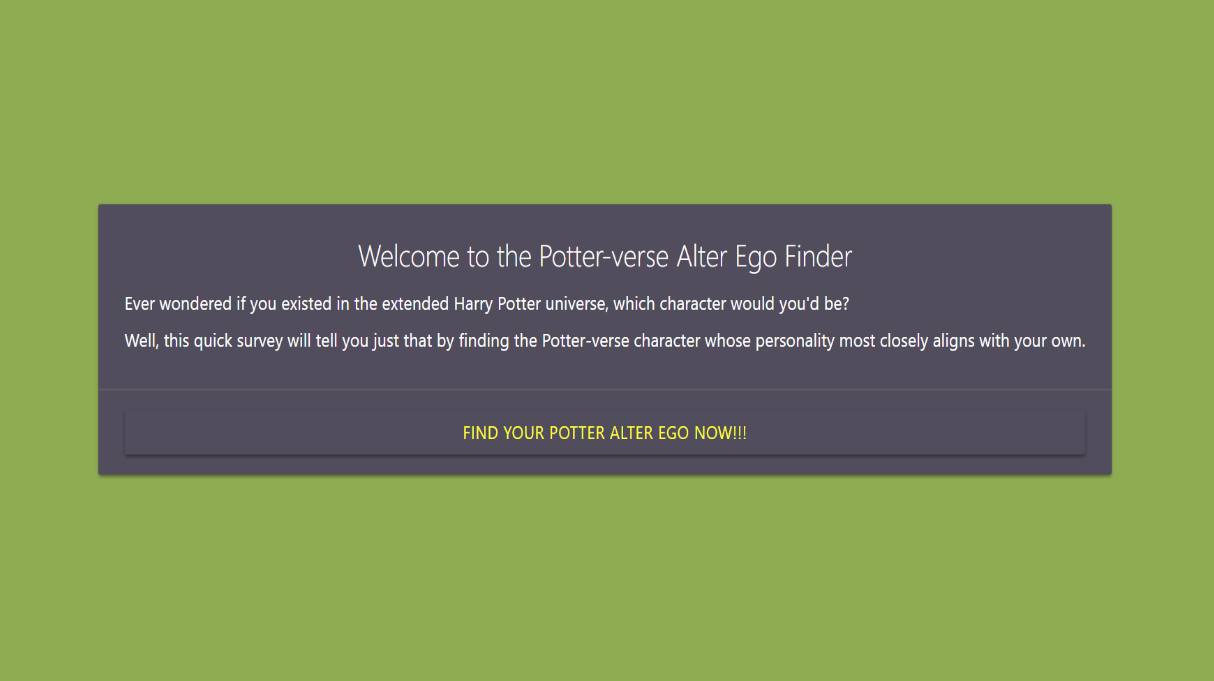 Welcome to the Potter-verse Alter Ego Finder
Ever wondered if you existed in the extended Harry Potter universe, which character would you'd be?
Well, this quick survey will tell you just that by finding the Potter-verse character whose personality most closely aligns with your own.
FIND YOUR POTTER ALTER EGO NOW!!!